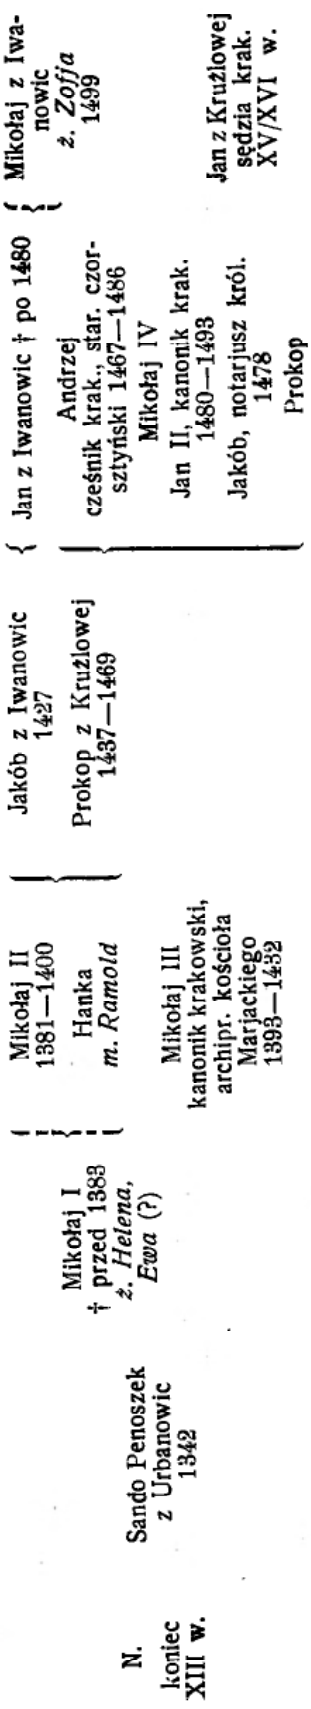 N.
koniec
XIII w.
Sando Penoszek
z Urbanowic
1342
Mikołaj I
† przed 1383
ż. Helena,
Ewa (?)
Mikołaj II
1381—1400
Hanka
m. Ramold
Mikołaj III
kanonik krakowski,
archipr. kościoła
Marjackiego
1393—1432
Jakób z Iwanowic
1427
Prokop z Krużlowej
1437—1469
Jan z Iwanowic † po 1480
Andrzej
cześnik krak., star. czor-
sztyński 1467—1486
Mikołaj IV
Jan II, kanonik krak.
1480—1493
Jakób, notarjusz król.
1478
Prokop
Mikołaj z Iwa-
nowic
ż. Zofja
1499
Jan z Krużlowej
sędzia krak.
XV/XVI w.